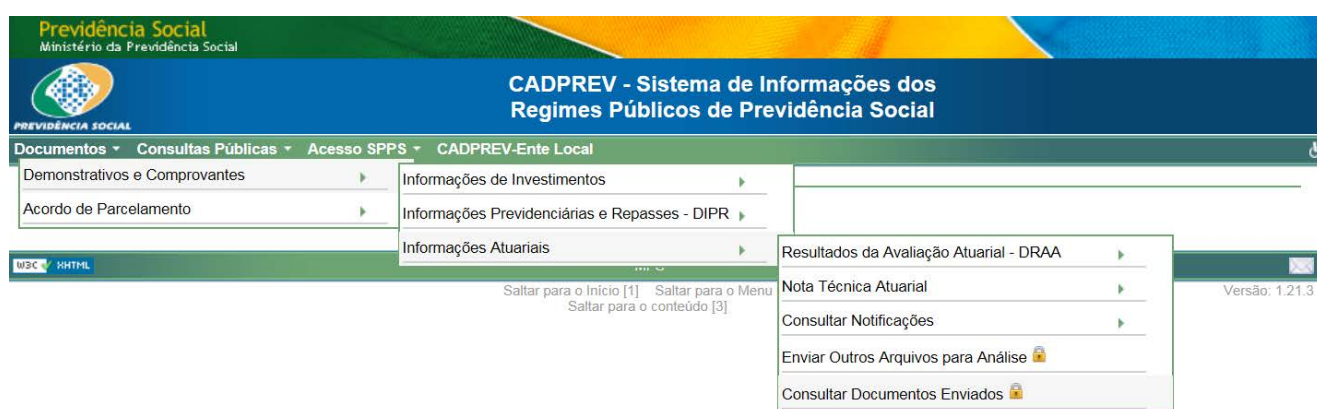 Previdência Social
Ministério da Previdência Social
PREVIDÊNCIA SOCIAL
CADPREV - Sistema de Informações dos
Regimes Públicos de Previdência Social
Documentos Consultas Públicas Acesso SPPS CADPREV-Ente Local
Demonstrativos e Comprovantes
Acordo de Parcelamento
Informações de Investimentos
Informações Previdenciárias e Repasses - DIPR
Informações Atuariais
Resultados da Avaliação Atuarial - DRAA
Nota Técnica Atuarial
Consultar Notificações
Enviar Outros Arquivos para Análise
Consultar Documentos Enviados
W3C XHTML
Saltar para o Início [1] Saltar para o Menu
Saltar para o conteúdo [3]
Versão: 1.21.3